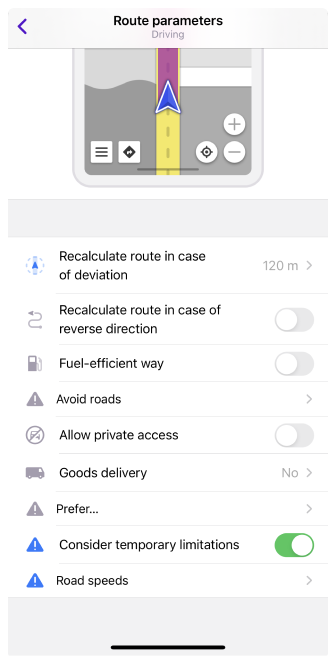 Route parameters
Driving
Recalculate route in case
of deviation
120 m
Recalculate route in case of
reverse direction
Fuel-efficient way
Avoid roads
Allow private access
Goods delivery
No
Prefer...
Consider temporary limitations
Road speeds